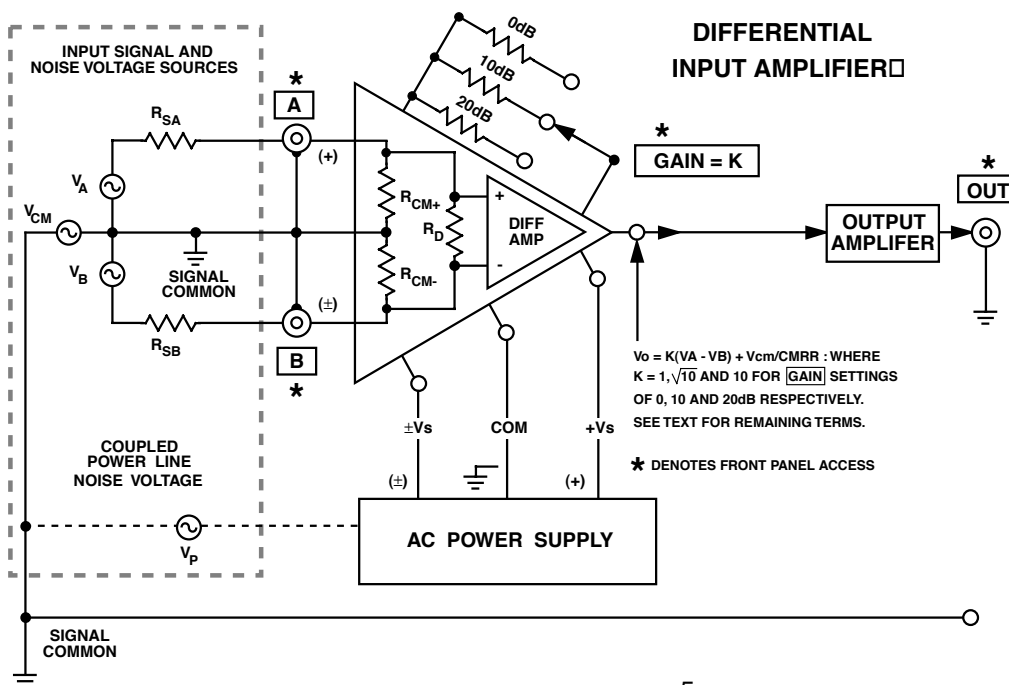 DIFFERENTIAL
INPUT AMPLIFIER□
INPUT SIGNAL AND
NOISE VOLTAGE SOURCES
0dB
10dB
20dB
*
A
RSA
(+)
VA
VCM
VB
SIGNAL
COMMON
RSB
(±)
B
*
RCM+
RD
RCM-
+
DIFF
AMP
-
*
GAIN = K
*
OUT
OUTPUT
AMPLIFER
Vo = K(VA - VB) + Vcm/CMRR : WHERE
K = 1,√10 AND 10 FOR GAIN SETTINGS
OF 0, 10 AND 20dB RESPECTIVELY.
SEE TEXT FOR REMAINING TERMS.
* DENOTES FRONT PANEL ACCESS
±Vs
COM
+Vs
(±)
(+)
COUPLED
POWER LINE
NOISE VOLTAGE
VP
AC POWER SUPPLY
SIGNAL
COMMON